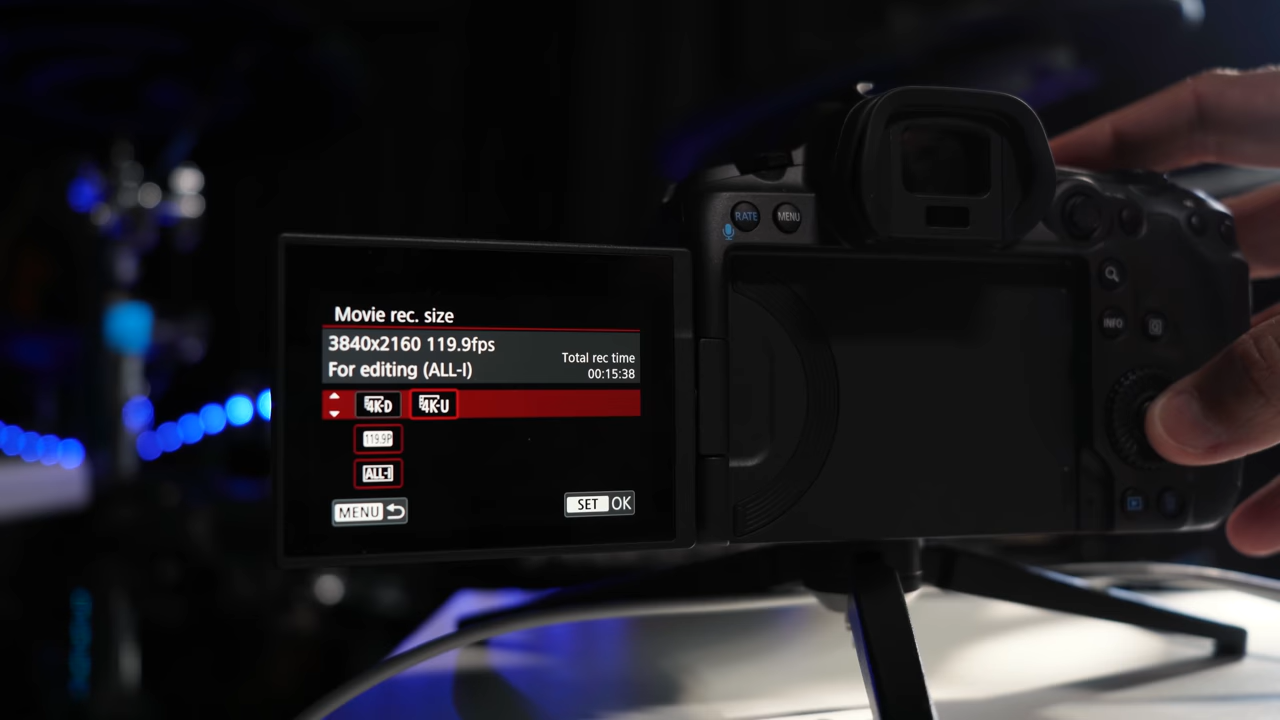 RATE
MENU
Movie rec. size
3840x2160 119.9fps
For editing (ALL-I)
Total rec time
00:15:38
4K-D
4K-U
119.9P
ALL-I
MENU
SET OK
INFO